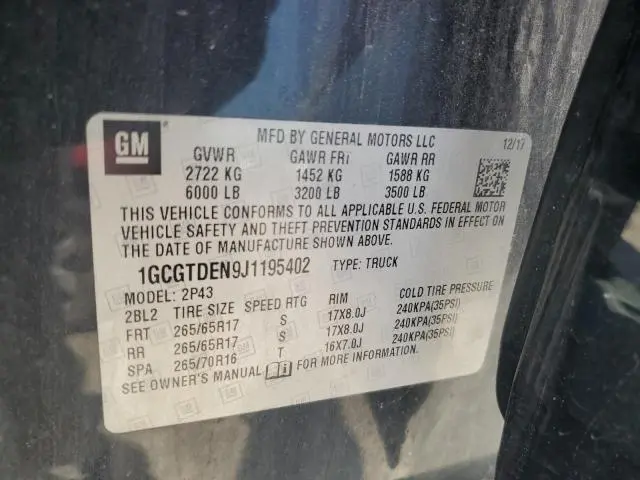 GM
MFD BY GENERAL MOTORS LLC 12/17
GVWR GAWR FRT GAWR RR
2722 KG 1452 KG 1588 KG
6000 LB 3200 LB 3500 LB
THIS VEHICLE CONFORMS TO ALL APPLICABLE U.S. FEDERAL MOTOR
VEHICLE SAFETY AND THEFT PREVENTION STANDARDS IN EFFECT ON
THE DATE OF MANUFACTURE SHOWN ABOVE.
1GCGTDEN9J1195402 TYPE: TRUCK
MODEL: 2P43
2BL2 TIRE SIZE SPEED RTG RIM COLD TIRE PRESSURE
FRT 265/65R17 S 17X8.0J 240KPA(35PSI)
RR 265/65R17 S 17X8.0J 240KPA(35PSI)
SPA 265/70R16 T 16X7.0J 240KPA(35PSI)
SEE OWNER'S MANUAL FOR MORE INFORMATION.